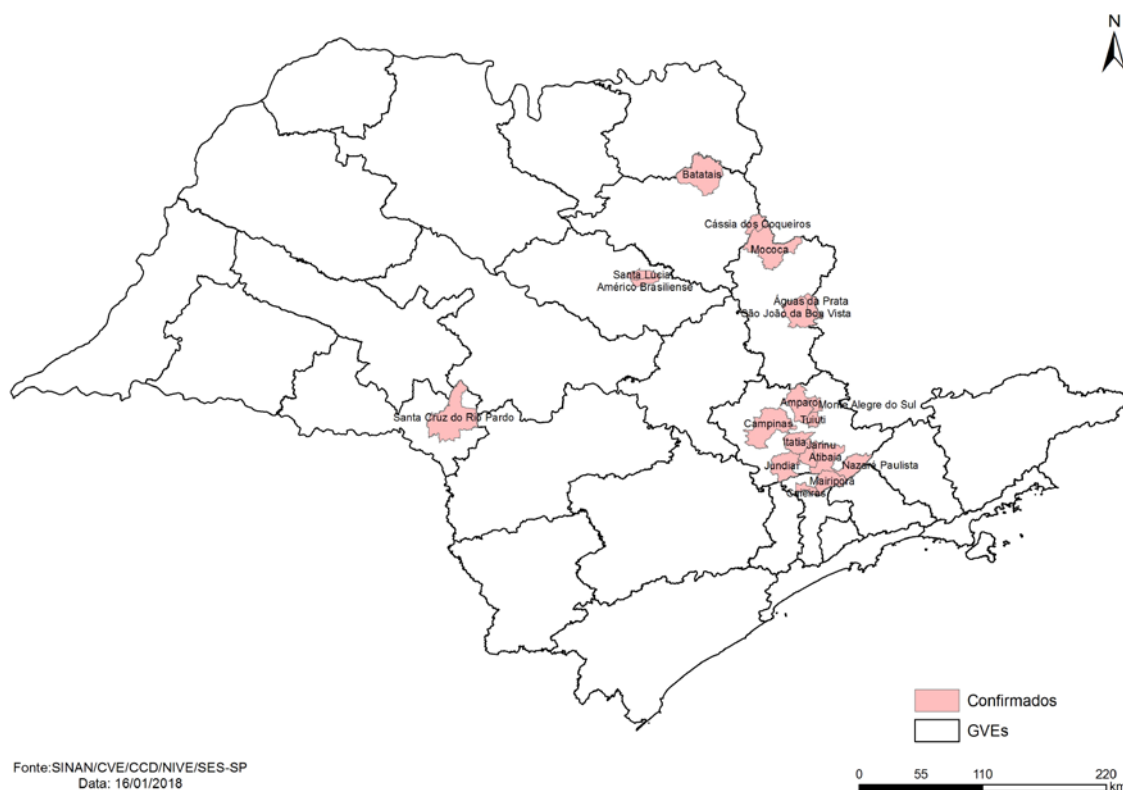 N
Batatais
Cássia dos Coqueiros
Mococa
Santa Lúcia
Américo Brasiliense
Águas da Prata
São João da Boa Vista
Santa Cruz do Rio Pardo
Amparo
Monte Alegre do Sul
Tuiuti
Campinas
Itatia
Jarinu
Atibaia
Jundiaí
Nazaré Paulista
Mairiporã
Caieiras
Confirmados
GVEs
Fonte:SINAN/CVE/CCD/NIVE/SES-SP
Data: 16/01/2018
0 55 110 220
km